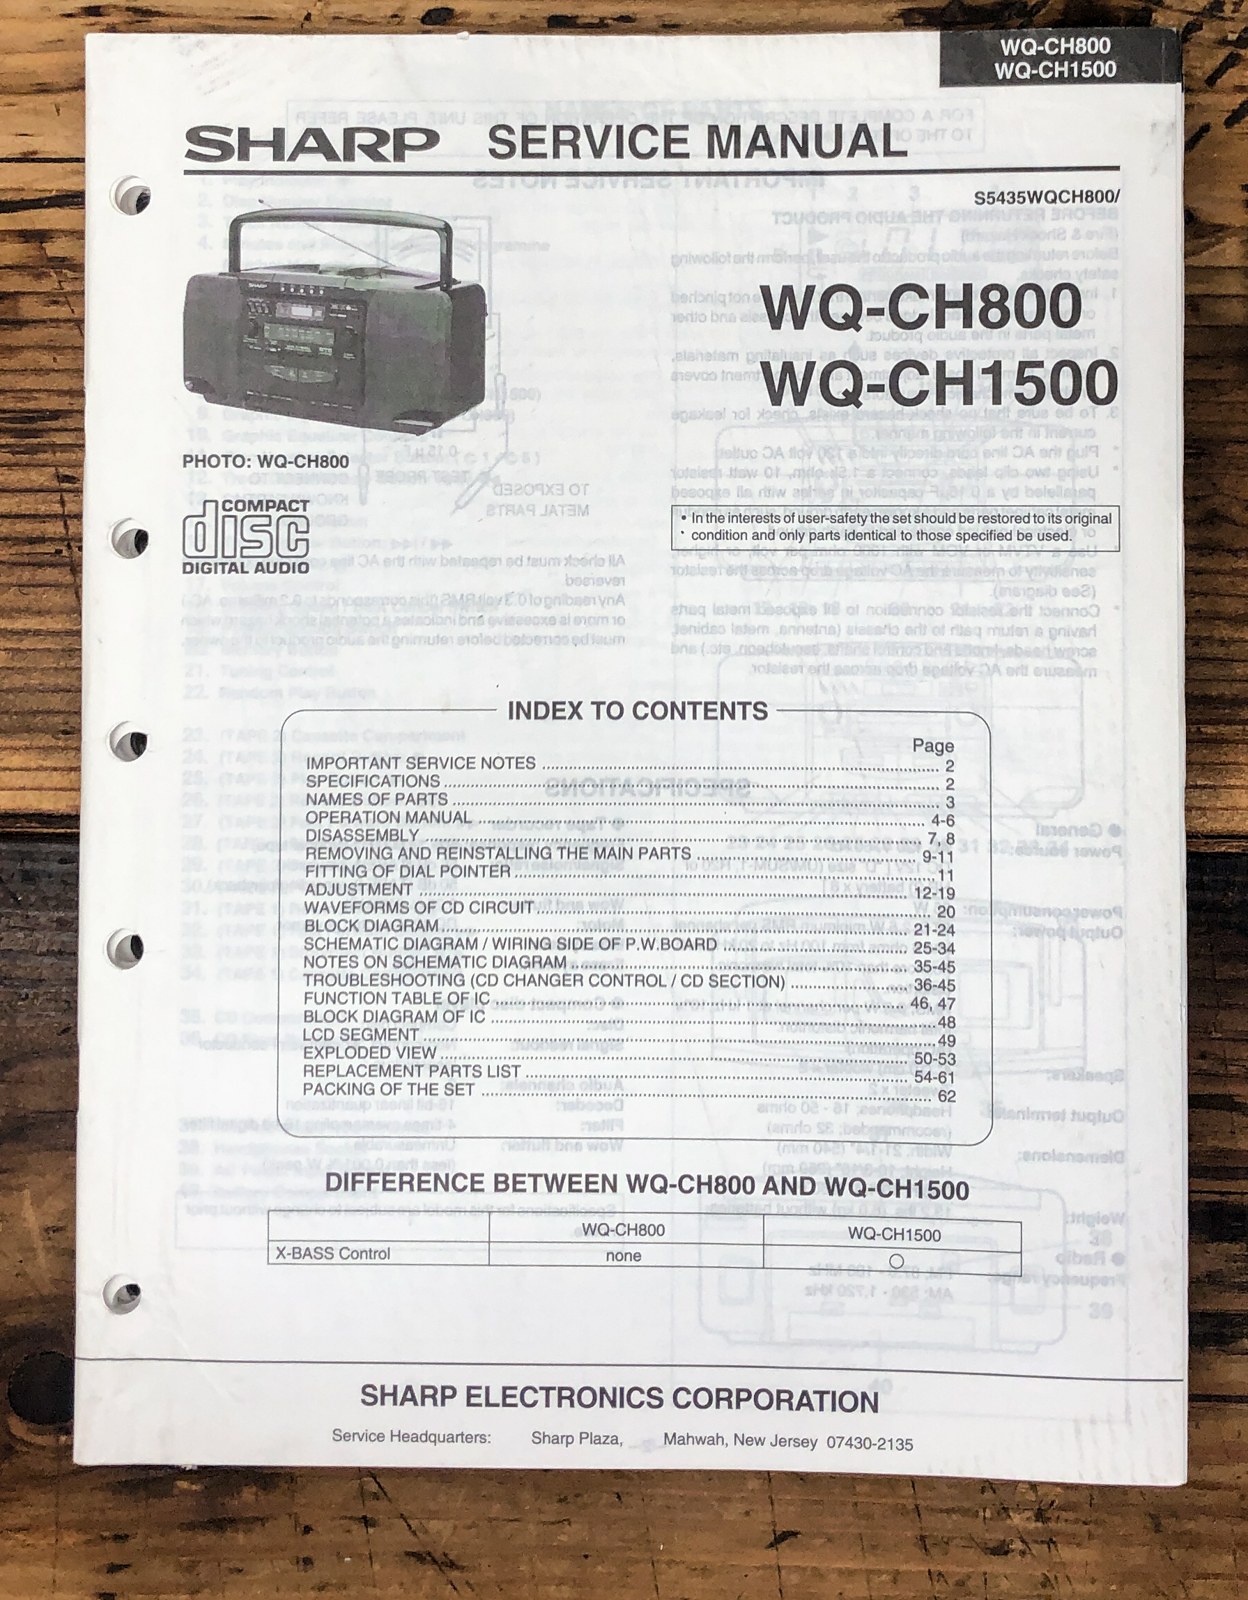 WQ-CH800
WQ-CH1500
SHARP SERVICE MANUAL
S5435WQCH800/
SHARP
WQ-CH800
WQ-CH1500
PHOTO: WQ-CH800
COMPACT
disc
DIGITAL AUDIO
• In the interests of user-safety the set should be restored to its original
condition and only parts identical to those specified be used.
INDEX TO CONTENTS
Page
IMPORTANT SERVICE NOTES 2
SPECIFICATIONS 2
NAMES OF PARTS 3
OPERATION MANUAL 4-6
DISASSEMBLY 7, 8
REMOVING AND REINSTALLING THE MAIN PARTS 9-11
FITTING OF DIAL POINTER 11
ADJUSTMENT 12-19
WAVEFORMS OF CD CIRCUIT 20
BLOCK DIAGRAM 21-24
SCHEMATIC DIAGRAM / WIRING SIDE OF P.W.BOARD 25-34
NOTES ON SCHEMATIC DIAGRAM 35-45
TROUBLESHOOTING (CD CHANGER CONTROL / CD SECTION) 36-45
FUNCTION TABLE OF IC 46, 47
BLOCK DIAGRAM OF IC 48
LCD SEGMENT 49
EXPLODED VIEW 50-53
REPLACEMENT PARTS LIST 54-61
PACKING OF THE SET 62
DIFFERENCE BETWEEN WQ-CH800 AND WQ-CH1500
WQ-CH800 WQ-CH1500
X-BASS Control none ○
SHARP ELECTRONICS CORPORATION
Service Headquarters: Sharp Plaza, Mahwah, New Jersey 07430-2135